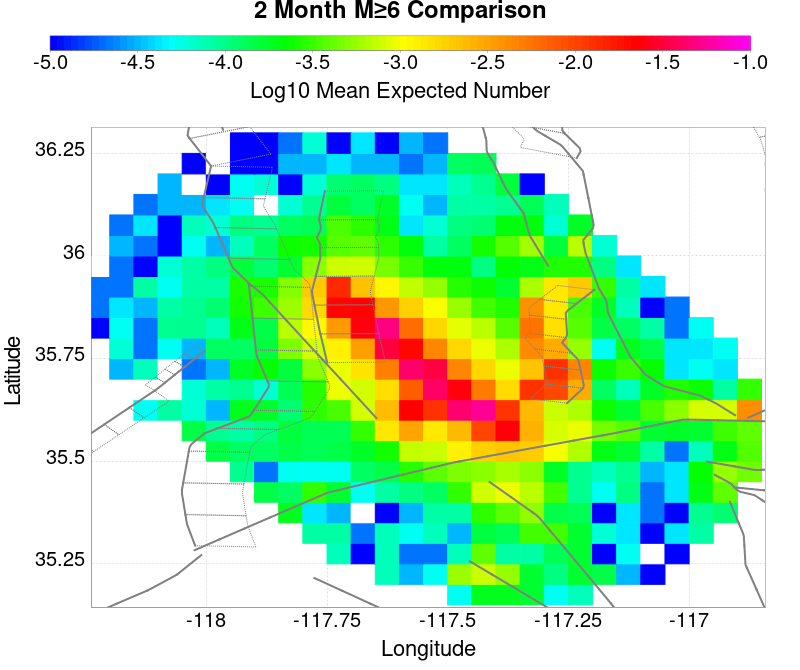 2 Month M≥6 Comparison
-5.0 -4.5 -4.0 -3.5 -3.0 -2.5 -2.0 -1.5 -1.0
Log10 Mean Expected Number
36.25
36
35.75
35.5
35.25
Latitude
-118 -117.75 -117.5 -117.25 -117
Longitude